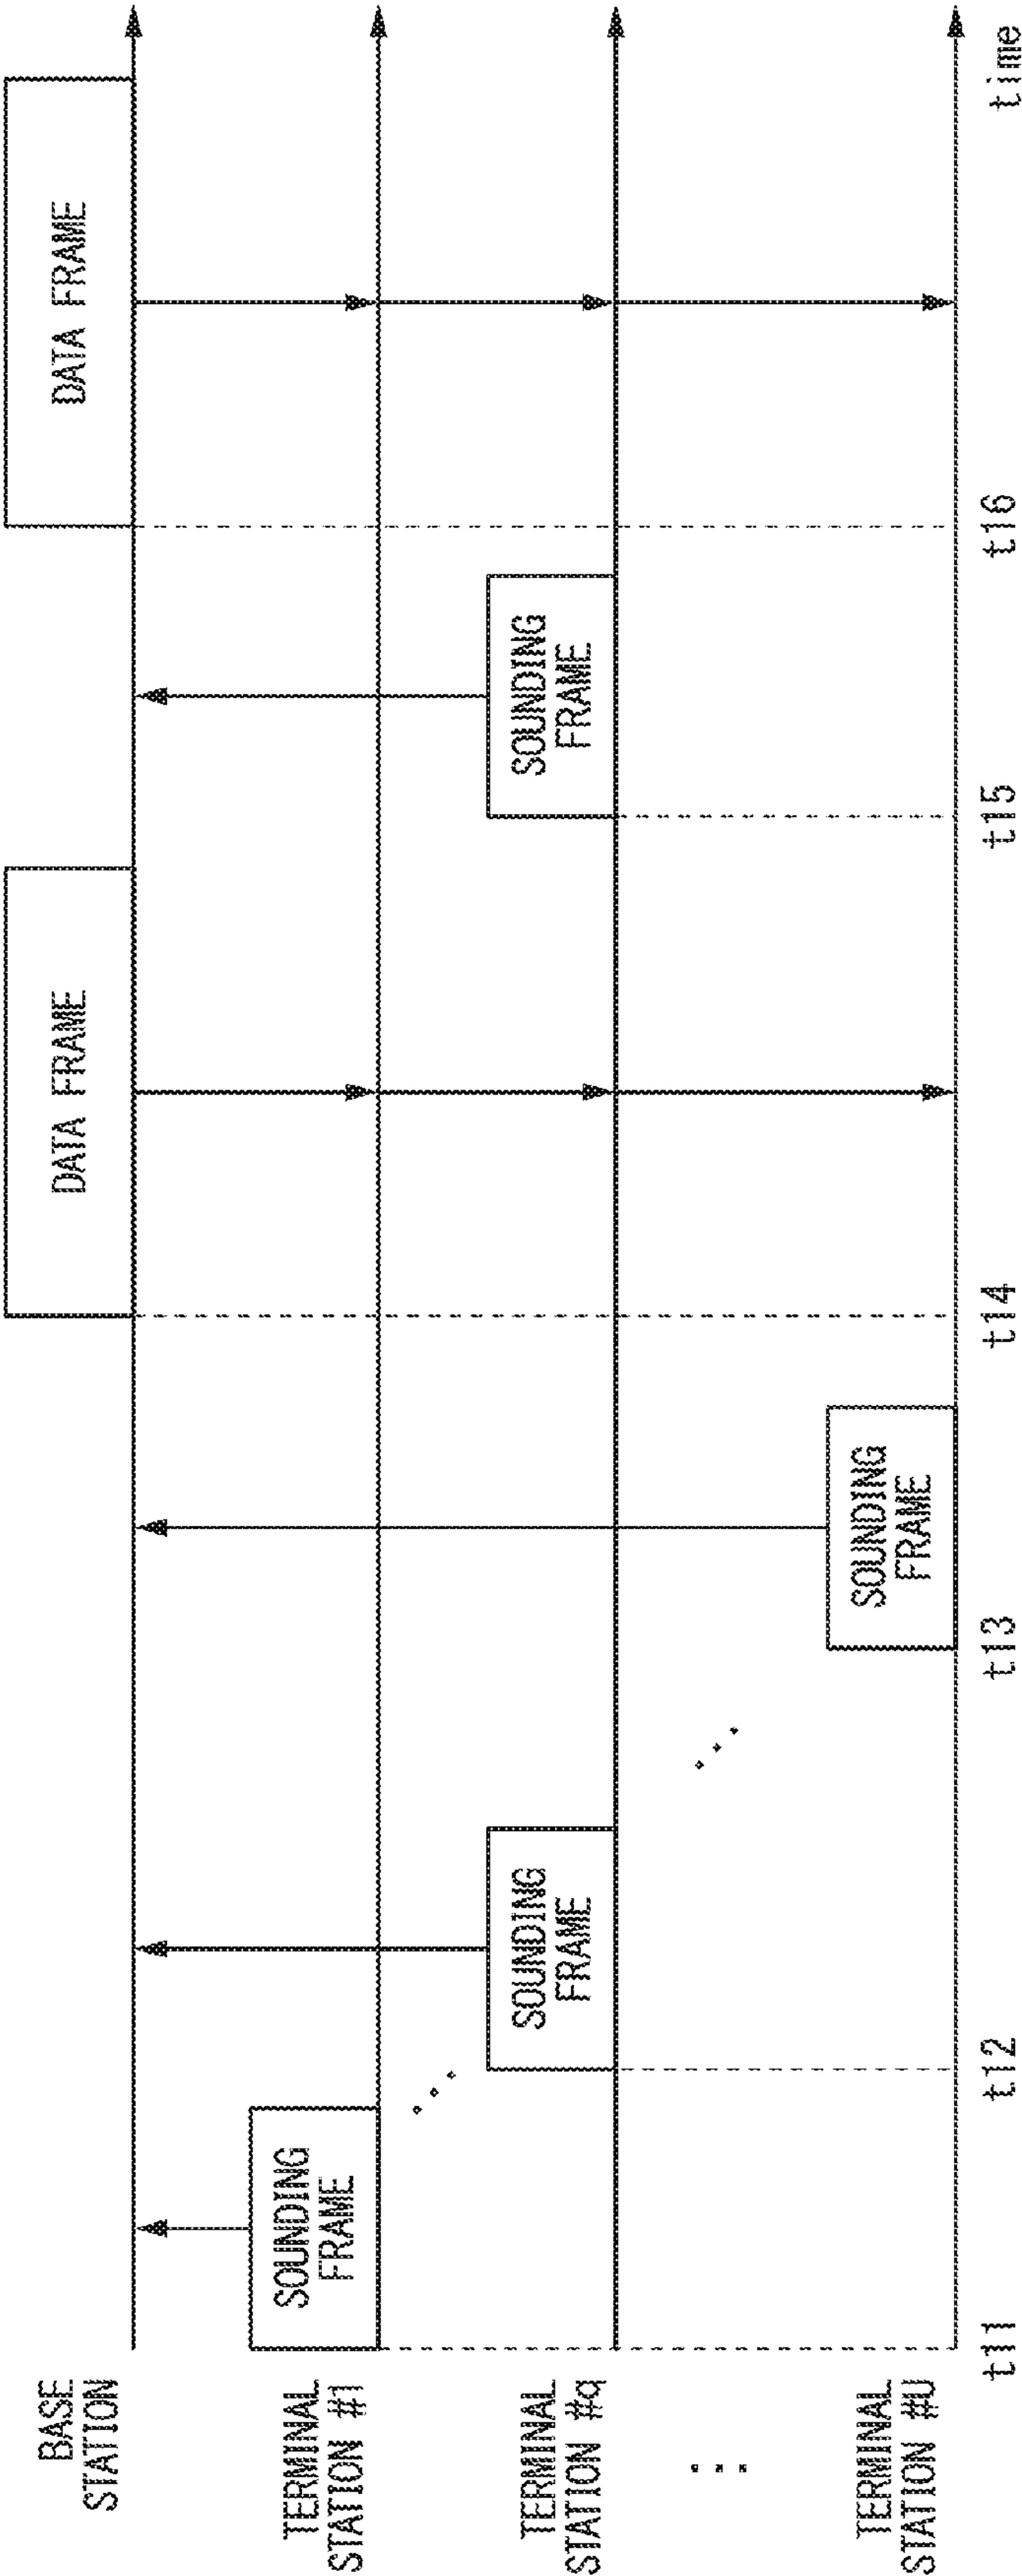 BASE
STATION
DATA FRAME
DATA FRAME
TERMINAL
STATION #1
SOUNDING
FRAME
TERMINAL
STATION #q
SOUNDING
FRAME
SOUNDING
FRAME
TERMINAL
STATION #U
SOUNDING
FRAME
t11
t12
t13
t14
t15
t16
time